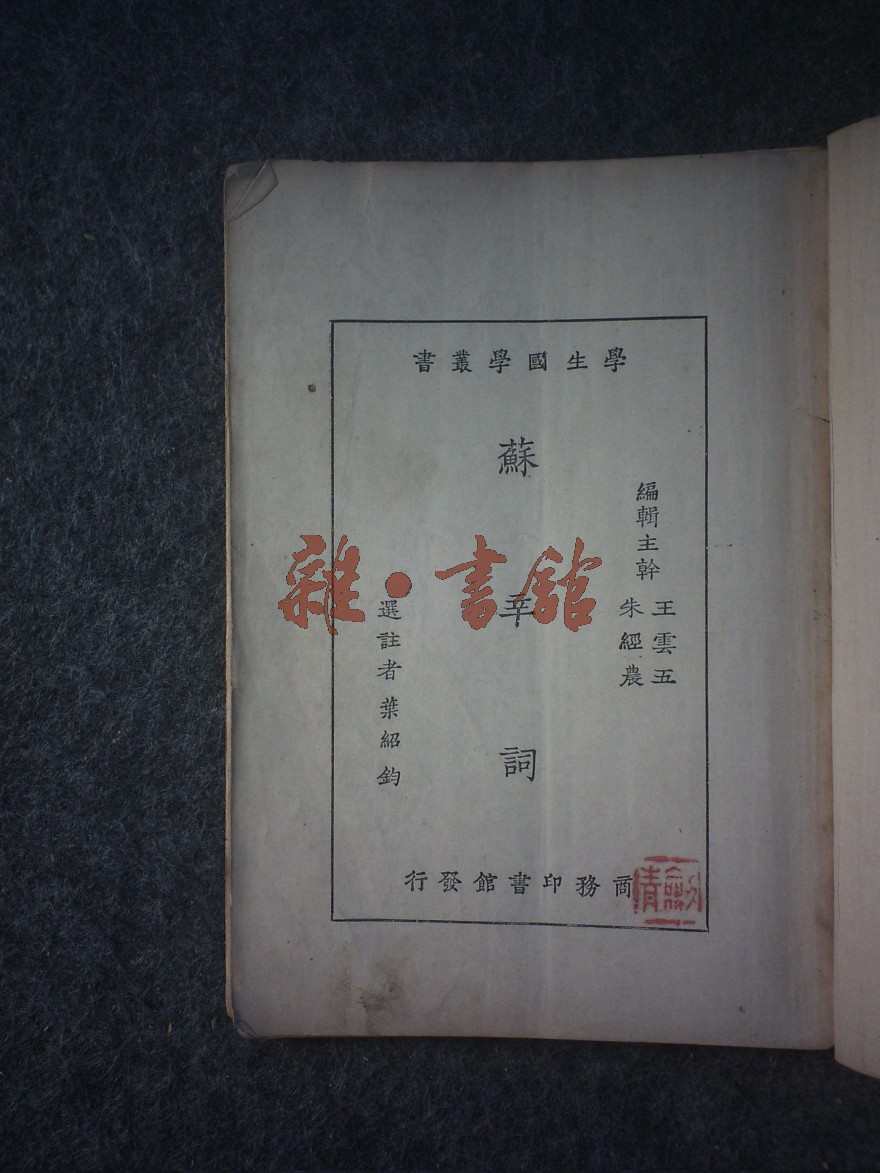 學生國學叢書
編輯主幹
王雲五
朱經農
蘇辛詞
選註者 葉紹鈞
商務印書館發行
雜·書舘